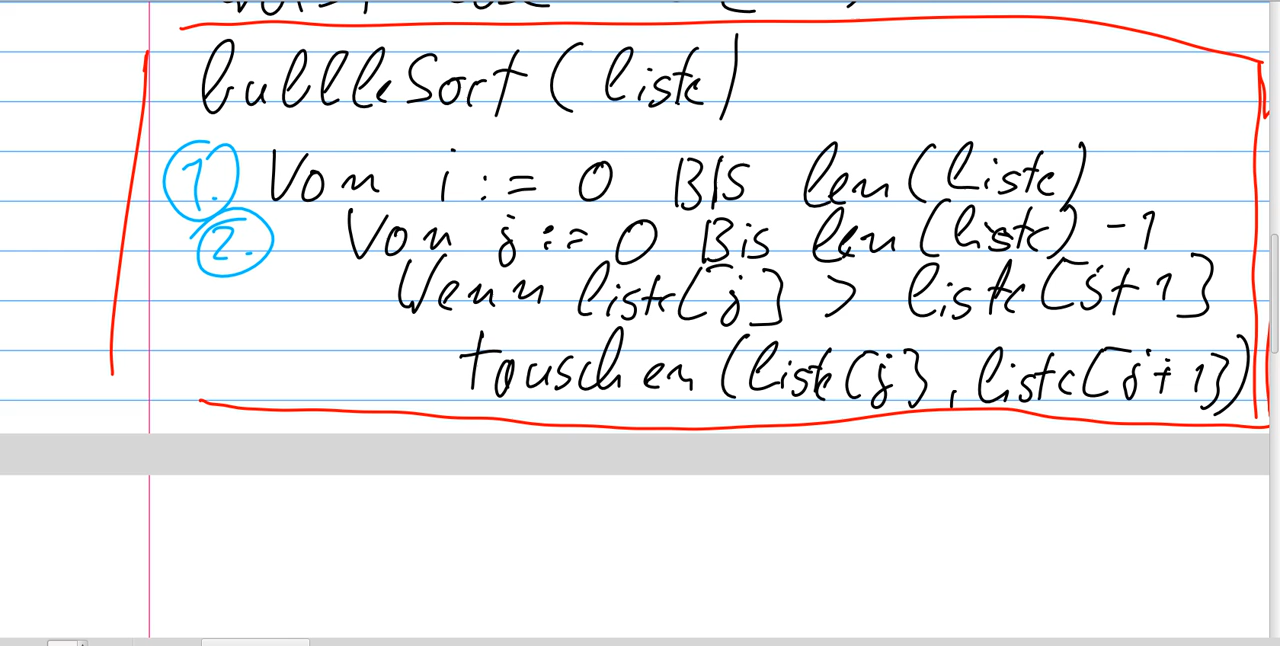 bubbleSort(liste)
1. Von i := 0 BIS len(liste)
2. Von j := 0 Bis len(liste) -1
Wenn liste[j] > liste[j+1]
tauschen(liste[j], liste[j+1])